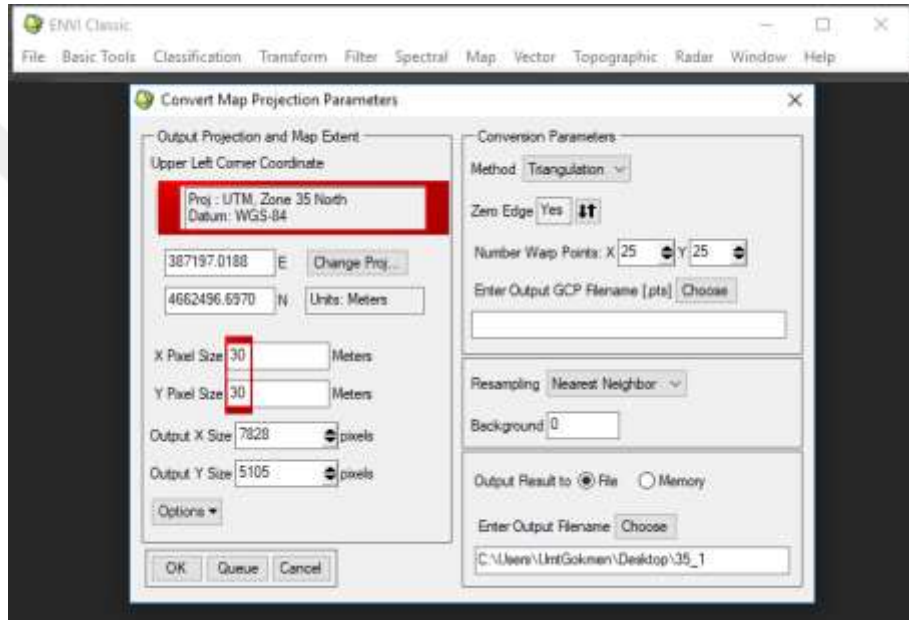 ENVI Classic
File Basic Tools Classification Transform Filter Spectral Map Vector Topographic Radar Window Help
Convert Map Projection Parameters
Output Projection and Map Extent
Upper Left Corner Coordinate
Proj : UTM, Zone 35 North
Datum: WGS-84
387197.0188 E Change Proj...
4662496.6970 N Units: Meters
X Pixel Size 30 Meters
Y Pixel Size 30 Meters
Output X Size 7828 pixels
Output Y Size 5105 pixels
Options
OK Queue Cancel
Conversion Parameters
Method Triangulation
Zero Edge Yes
Number Warp Points: X 25 Y 25
Enter Output GCP Filename [.pts] Choose
Resampling Nearest Neighbor
Background 0
Output Result to File Memory
Enter Output Filename Choose
C:\Users\UmtGokmen\Desktop\35_1